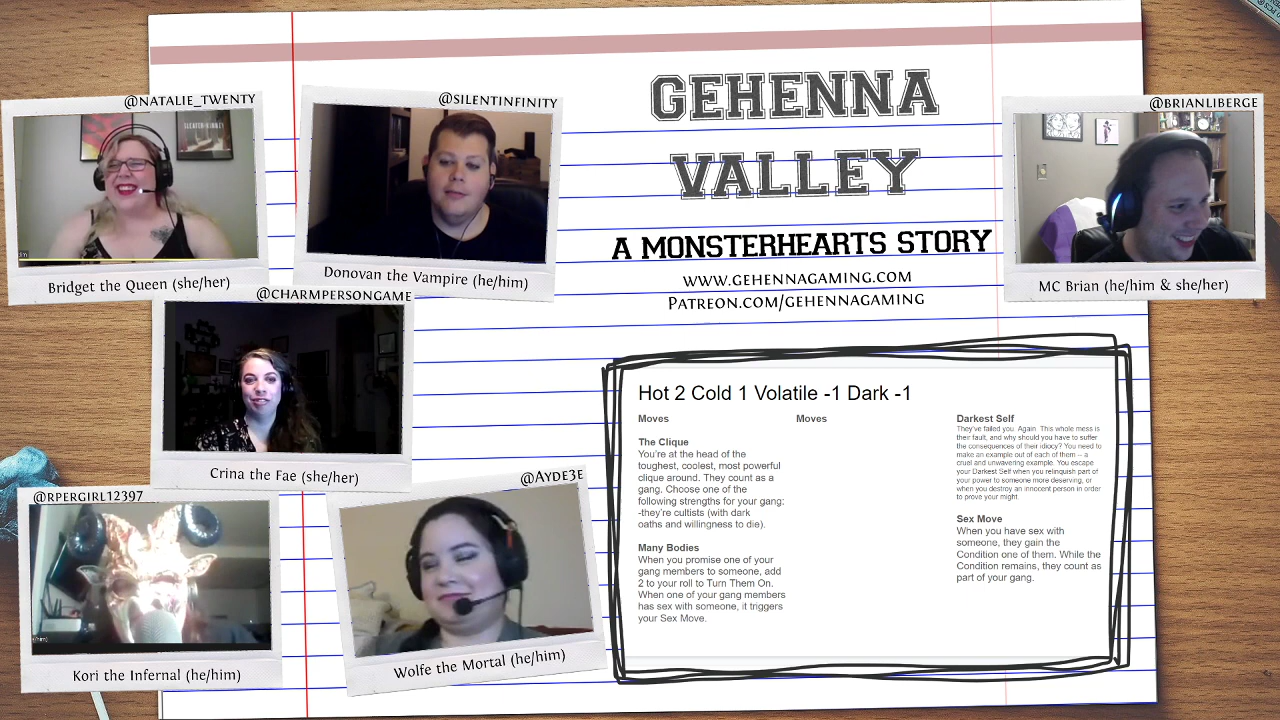 @NATALIE_TWENTY
SLEATER-KINNEY
Bridget the Queen (she/her)
@SILENTINFINITY
Donovan the Vampire (he/him)
GEHENNA
VALLEY
A MONSTERHEARTS STORY
WWW.GEHENNAGAMING.COM
PATREON.COM/GEHENNAGAMING
@BRIANLIBERGE
MC Brian (he/him & she/her)
@CHARMPERSONGAME
Crina the Fae (she/her)
@RPERGIRL12397
Kori the Infernal (he/him)
@AYDE3E
Wolfe the Mortal (he/him)
Hot 2 Cold 1 Volatile -1 Dark -1
Moves
The Clique
You're at the head of the
toughest, coolest, most powerful
clique around. They count as a
gang. Choose one of the
following strengths for your gang:
-they're cultists (with dark
oaths and willingness to die).
Many Bodies
When you promise one of your
gang members to someone, add
2 to your roll to Turn Them On.
When one of your gang members
has sex with someone, it triggers
your Sex Move.
Moves
Darkest Self
They've failed you. Again. This whole mess is
their fault, and why should you have to suffer
the consequences of their idiocy? You need to
make an example out of each of them – a
cruel and unwavering example. You escape
your Darkest Self when you relinquish part of
your power to someone more deserving, or
when you destroy an innocent person in order
to prove your might.
Sex Move
When you have sex with
someone, they gain the
Condition one of them. While the
Condition remains, they count as
part of your gang.